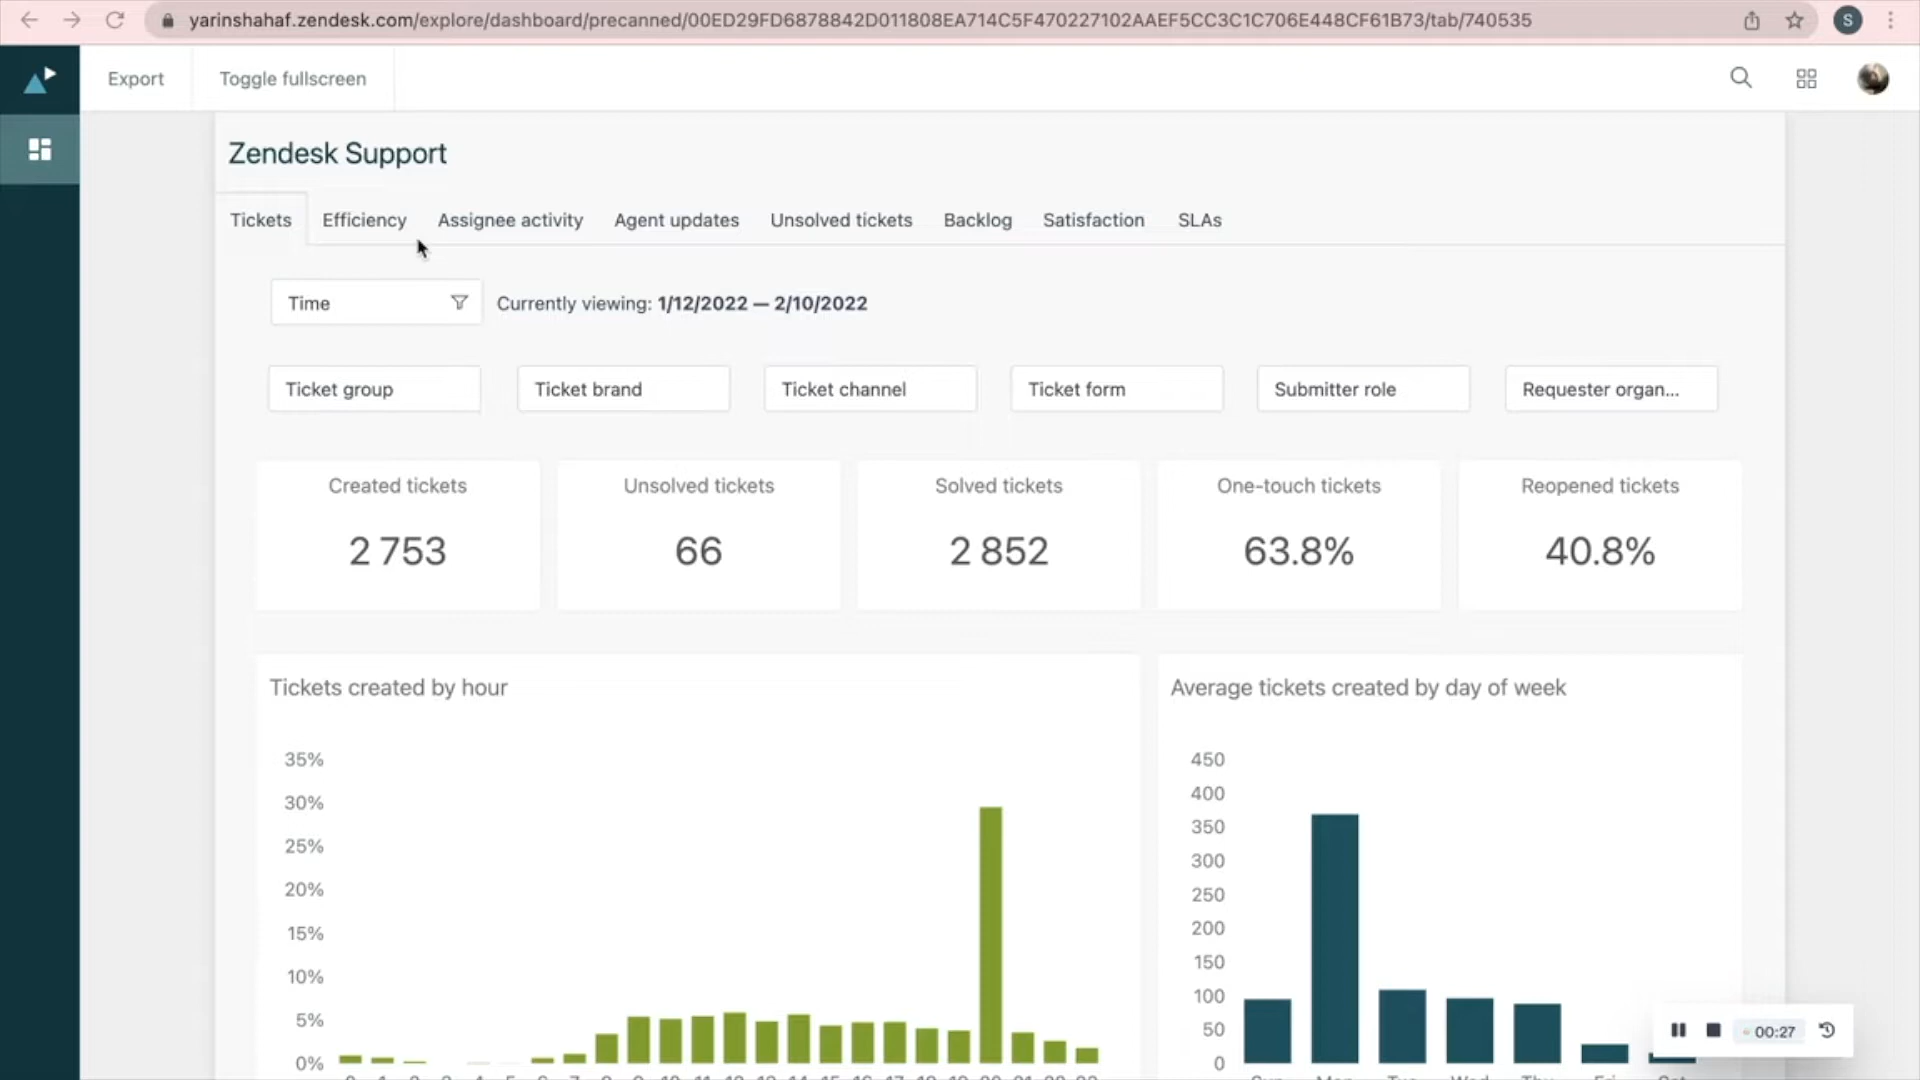 yarinshahaf.zendesk.com/explore/dashboard/precanned/00ED29FD6878842D011808EA714C5F470227102AAEF5CC3C1C706E448CF61B73/tab/740535
S
Export
Toggle fullscreen
Zendesk Support
Tickets
Efficiency
Assignee activity
Agent updates
Unsolved tickets
Backlog
Satisfaction
SLAs
Time
Currently viewing: 1/12/2022 — 2/10/2022
Ticket group
Ticket brand
Ticket channel
Ticket form
Submitter role
Requester organ...
Created tickets
2 753
Unsolved tickets
66
Solved tickets
2 852
One-touch tickets
63.8%
Reopened tickets
40.8%
Tickets created by hour
35%
30%
25%
20%
15%
10%
5%
0%
Average tickets created by day of week
450
400
350
300
250
200
150
100
50
0
00:27